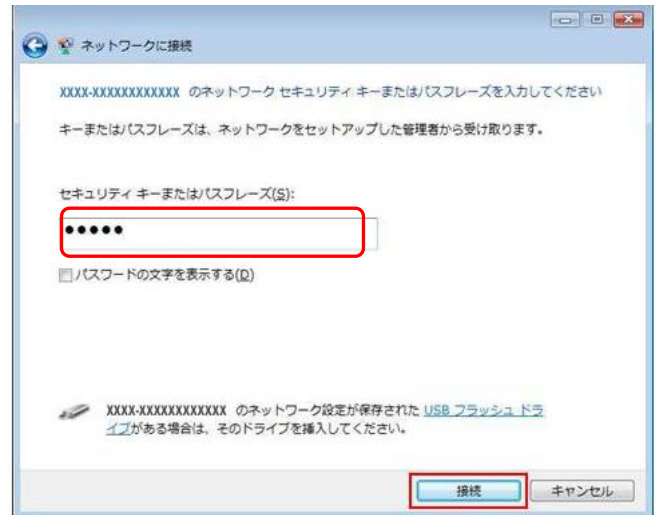 ネットワークに接続
XXXX-XXXXXXXXXXXX のネットワーク セキュリティ キーまたはパスフレーズを入力してください
キーまたはパスフレーズは、ネットワークをセットアップした管理者から受け取ります。
セキュリティ キーまたはパスフレーズ(S):
●●●●●
パスワードの文字を表示する(D)
XXXX-XXXXXXXXXXXX のネットワーク設定が保存された USB フラッシュ ドラ
イブがある場合は、そのドライブを挿入してください。
接続 キャンセル